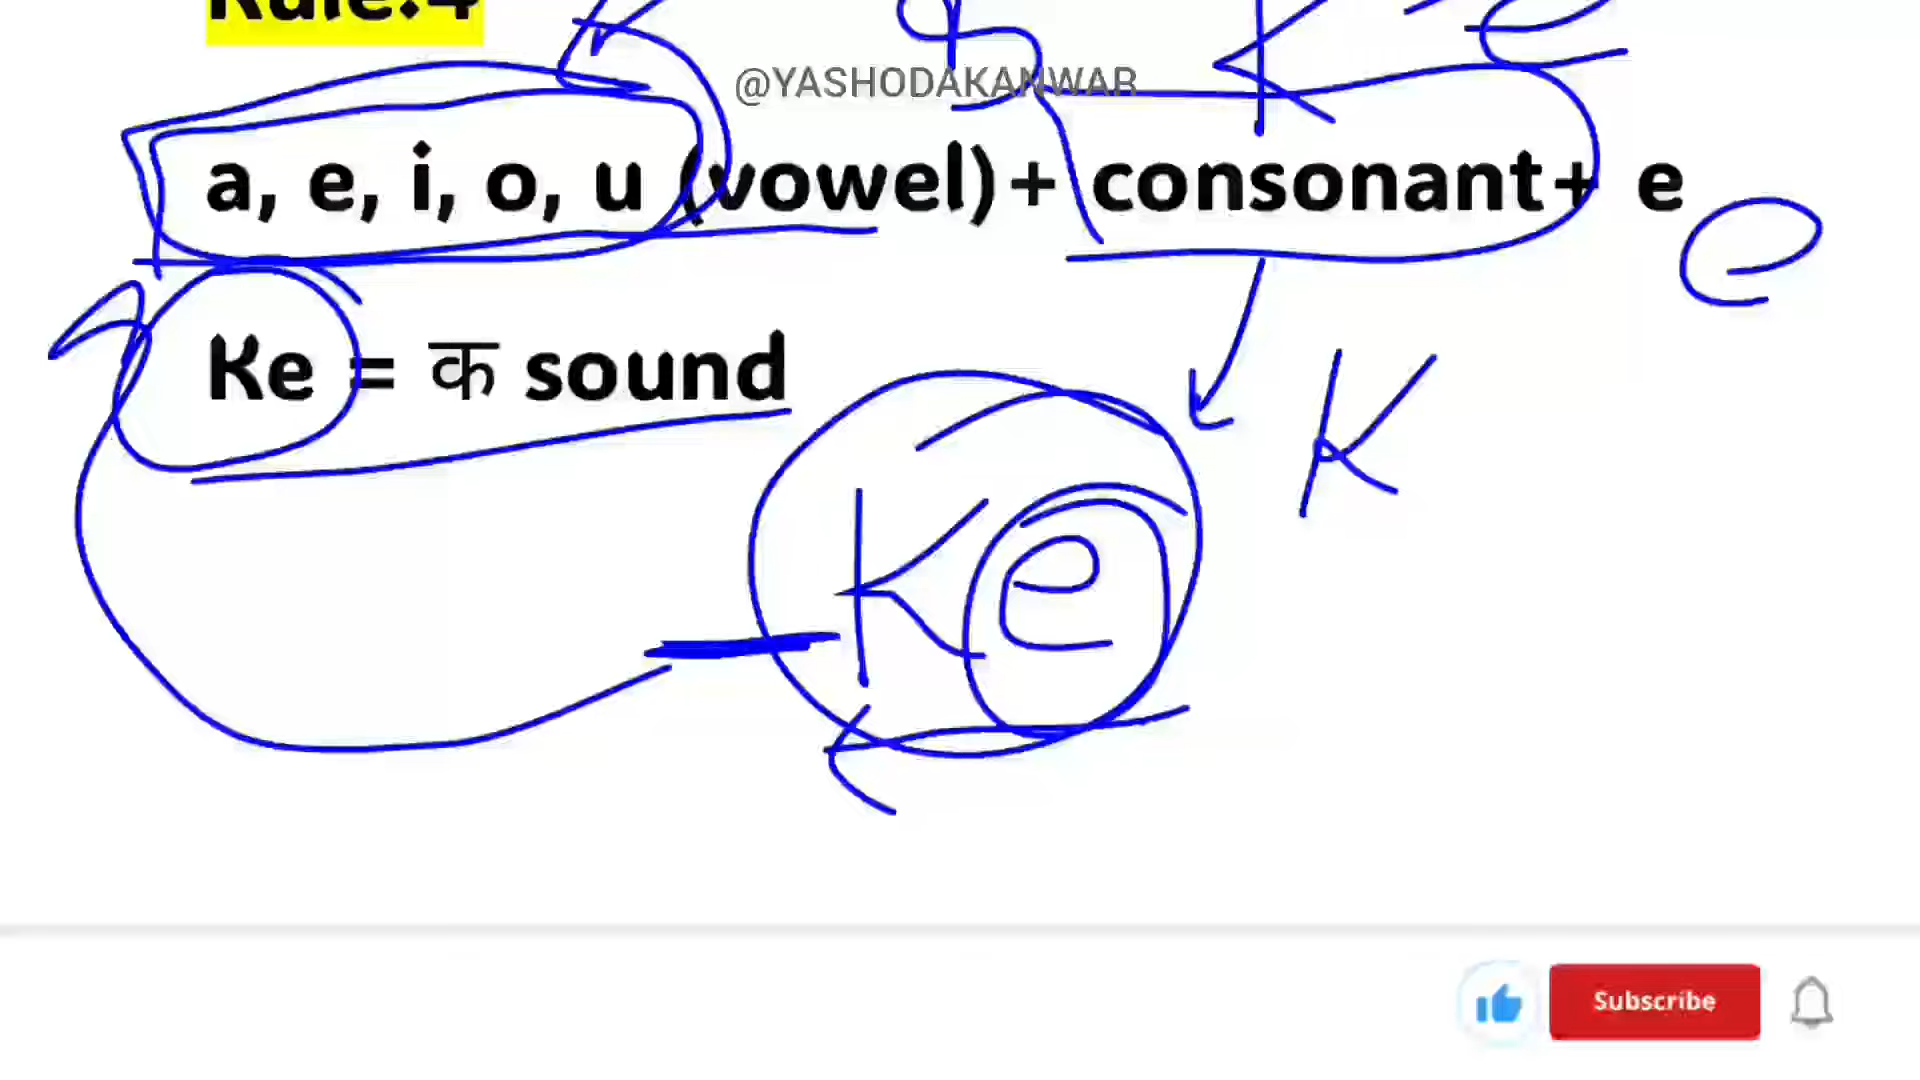 Rule:4
K e
@YASHODAKANWAR
a, e, i, o, u (vowel)+ consonant+ e
e
Ke = क sound
K
Ke
Subscribe